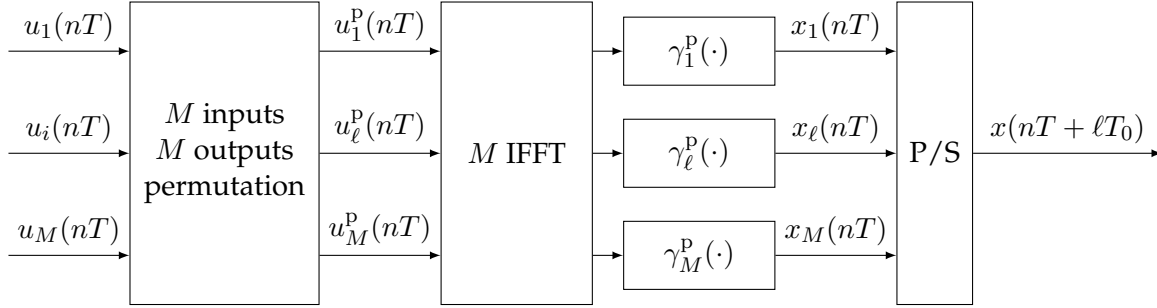 u_1(nT) u_1^p(nT) γ_1^p(·) x_1(nT)
u_i(nT) M inputs M outputs permutation u_ℓ^p(nT) M IFFT γ_ℓ^p(·) x_ℓ(nT) P/S x(nT + ℓT_0)
u_M(nT) u_M^p(nT) γ_M^p(·) x_M(nT)